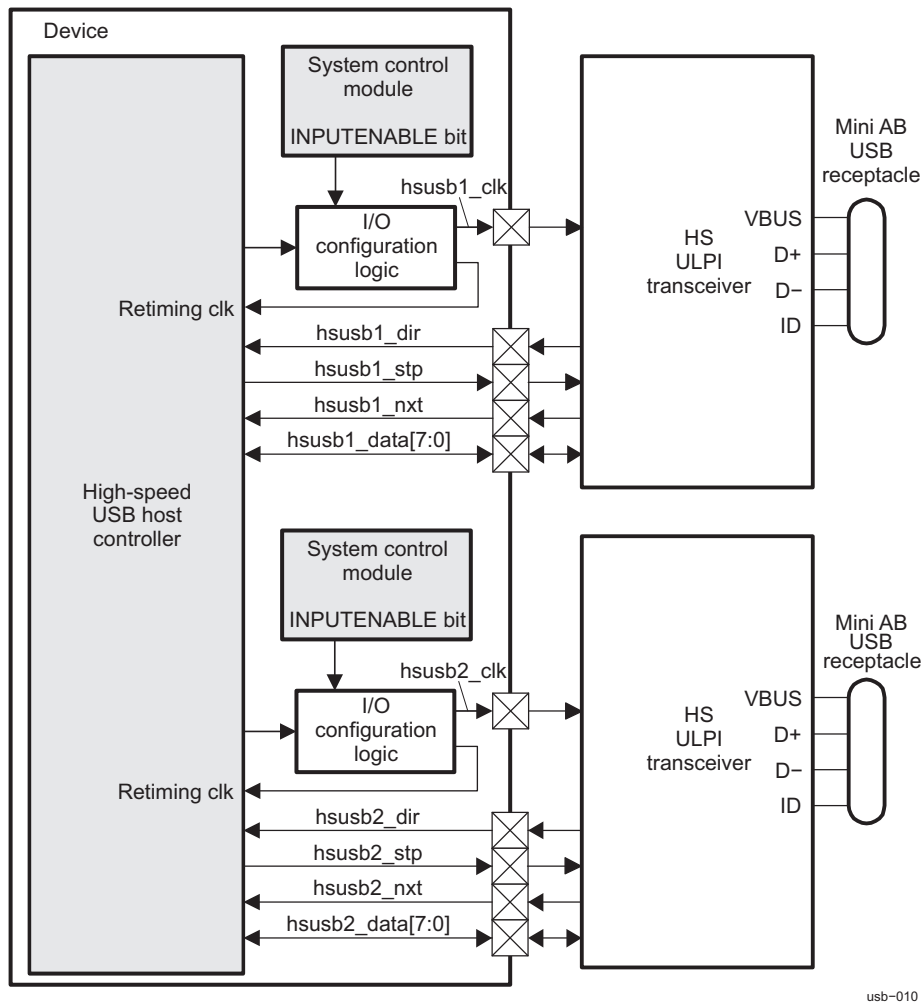 Device
System control
module
INPUTENABLE bit
hsusb1_clk
I/O
configuration
logic
Retiming clk
hsusb1_dir
hsusb1_stp
hsusb1_nxt
hsusb1_data[7:0]
HS
ULPI
transceiver
VBUS
D+
D−
ID
Mini AB
USB
receptacle
High-speed
USB host
controller
System control
module
INPUTENABLE bit
hsusb2_clk
I/O
configuration
logic
Retiming clk
hsusb2_dir
hsusb2_stp
hsusb2_nxt
hsusb2_data[7:0]
HS
ULPI
transceiver
VBUS
D+
D−
ID
Mini AB
USB
receptacle
usb−010